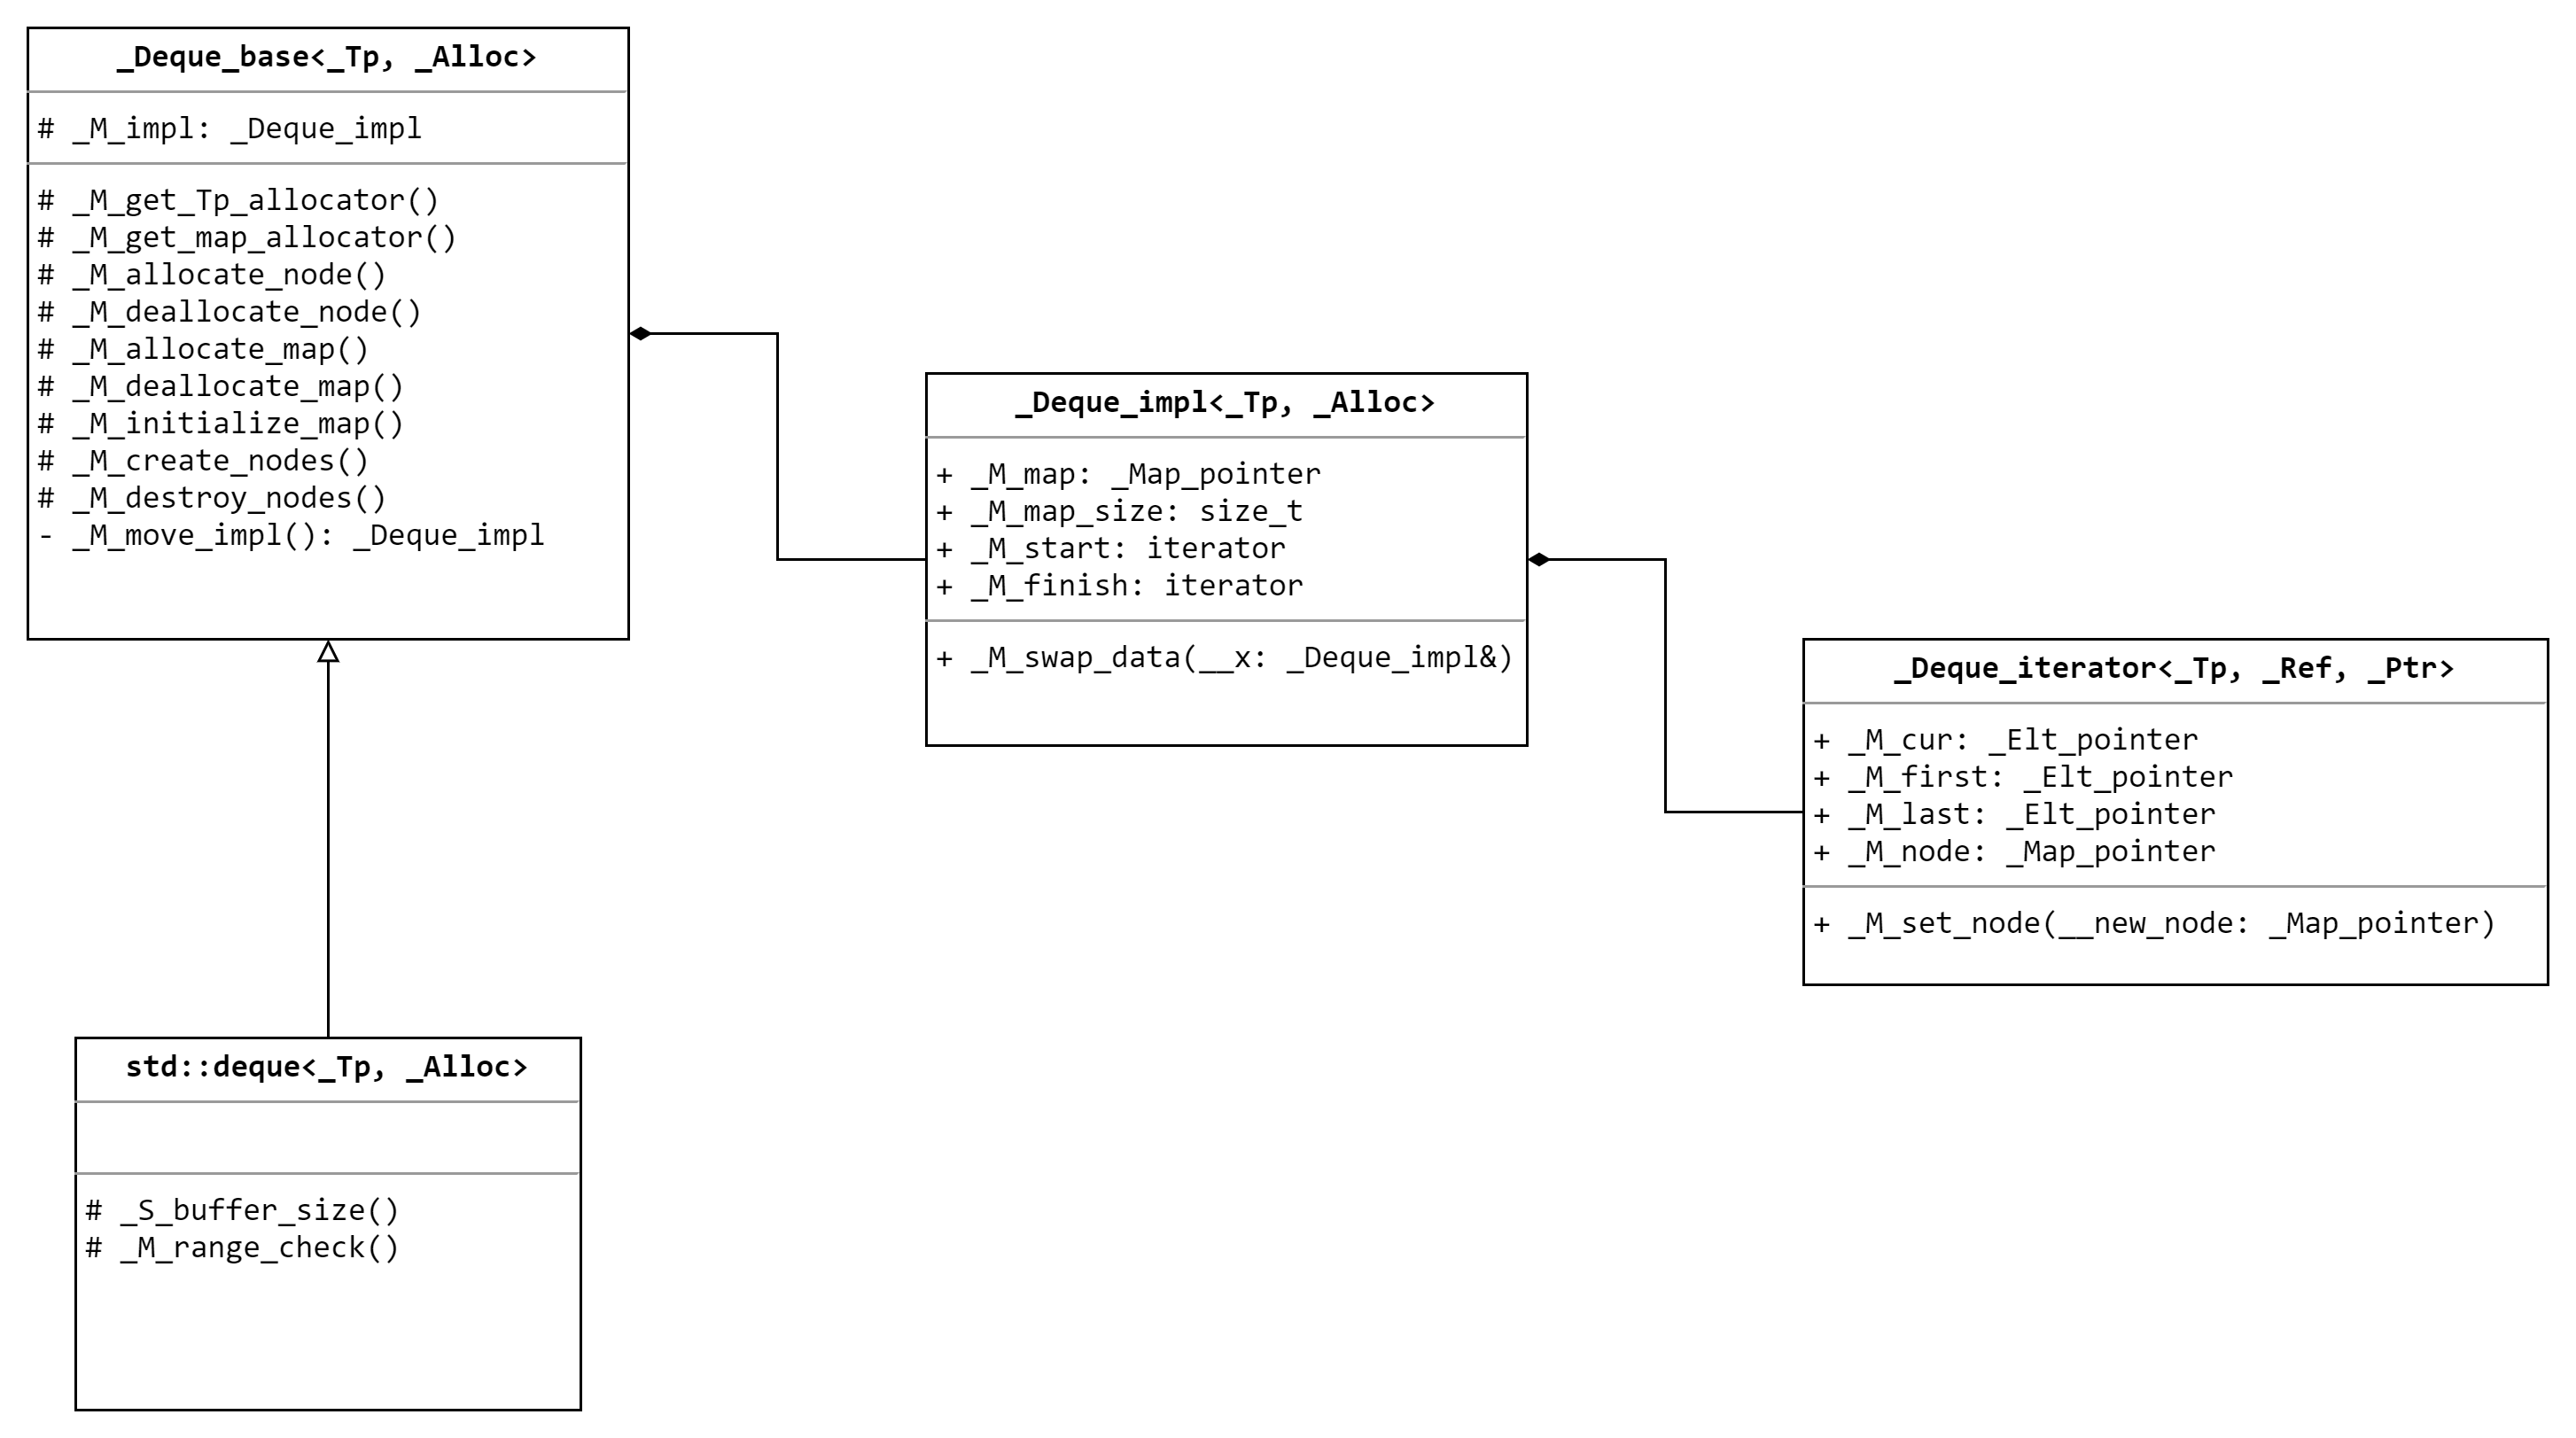 _Deque_base<_Tp, _Alloc>
# _M_impl: _Deque_impl
# _M_get_Tp_allocator()
# _M_get_map_allocator()
# _M_allocate_node()
# _M_deallocate_node()
# _M_allocate_map()
# _M_deallocate_map()
# _M_initialize_map()
# _M_create_nodes()
# _M_destroy_nodes()
- _M_move_impl(): _Deque_impl
_Deque_impl<_Tp, _Alloc>
+ _M_map: _Map_pointer
+ _M_map_size: size_t
+ _M_start: iterator
+ _M_finish: iterator
+ _M_swap_data(__x: _Deque_impl&)
_Deque_iterator<_Tp, _Ref, _Ptr>
+ _M_cur: _Elt_pointer
+ _M_first: _Elt_pointer
+ _M_last: _Elt_pointer
+ _M_node: _Map_pointer
+ _M_set_node(__new_node: _Map_pointer)
std::deque<_Tp, _Alloc>
# _S_buffer_size()
# _M_range_check()